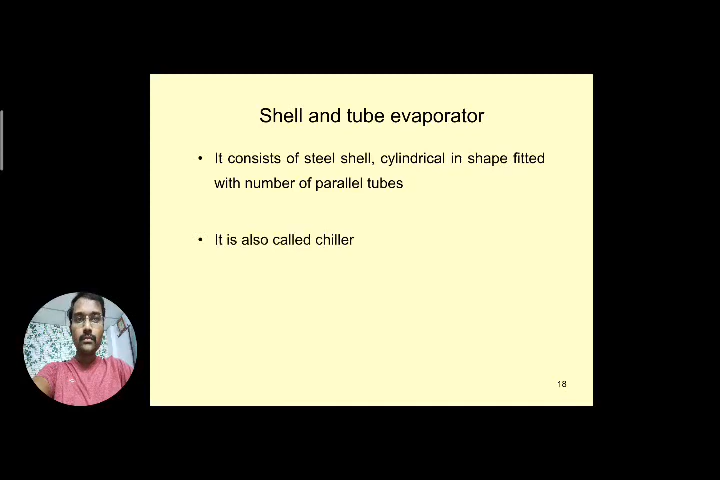 Shell and tube evaporator
• It consists of steel shell, cylindrical in shape fitted
with number of parallel tubes
• It is also called chiller
18